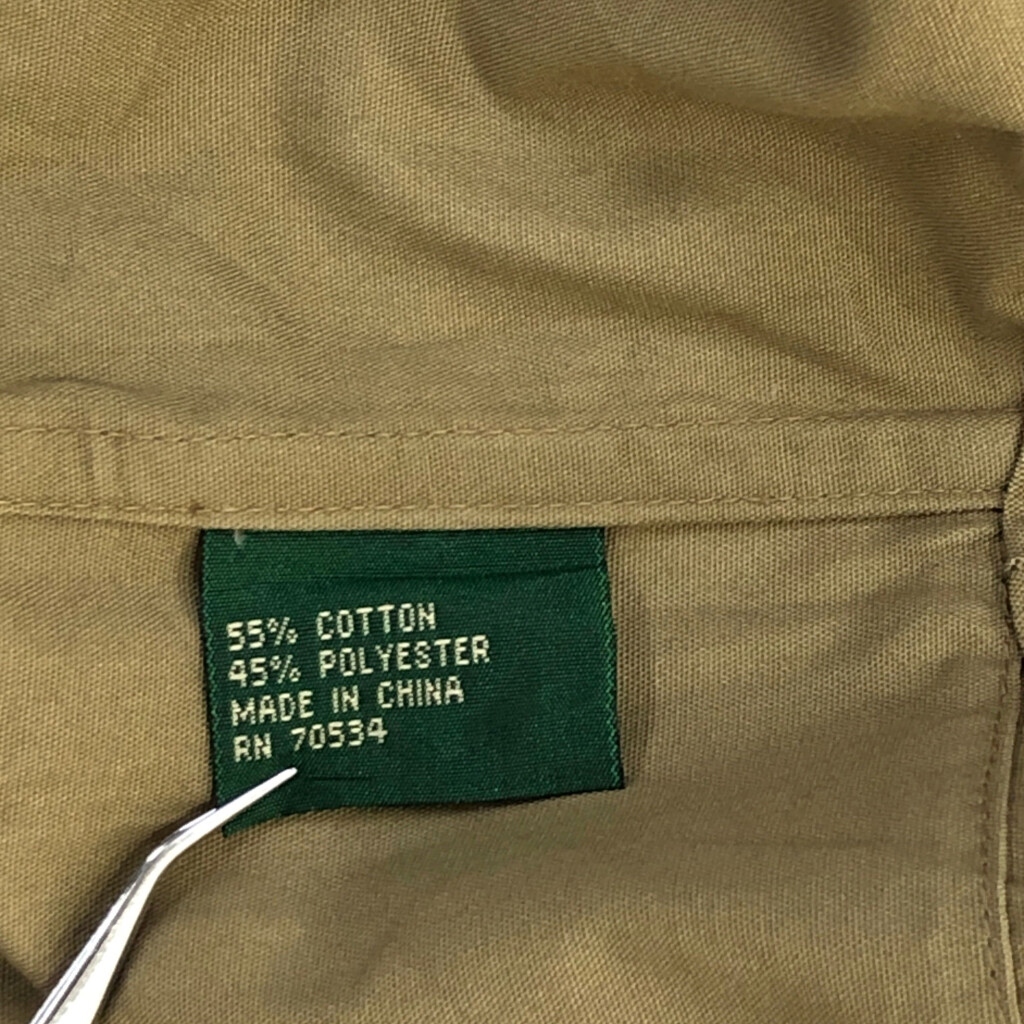 55% COTTON
45% POLYESTER
MADE IN CHINA
RN 70534